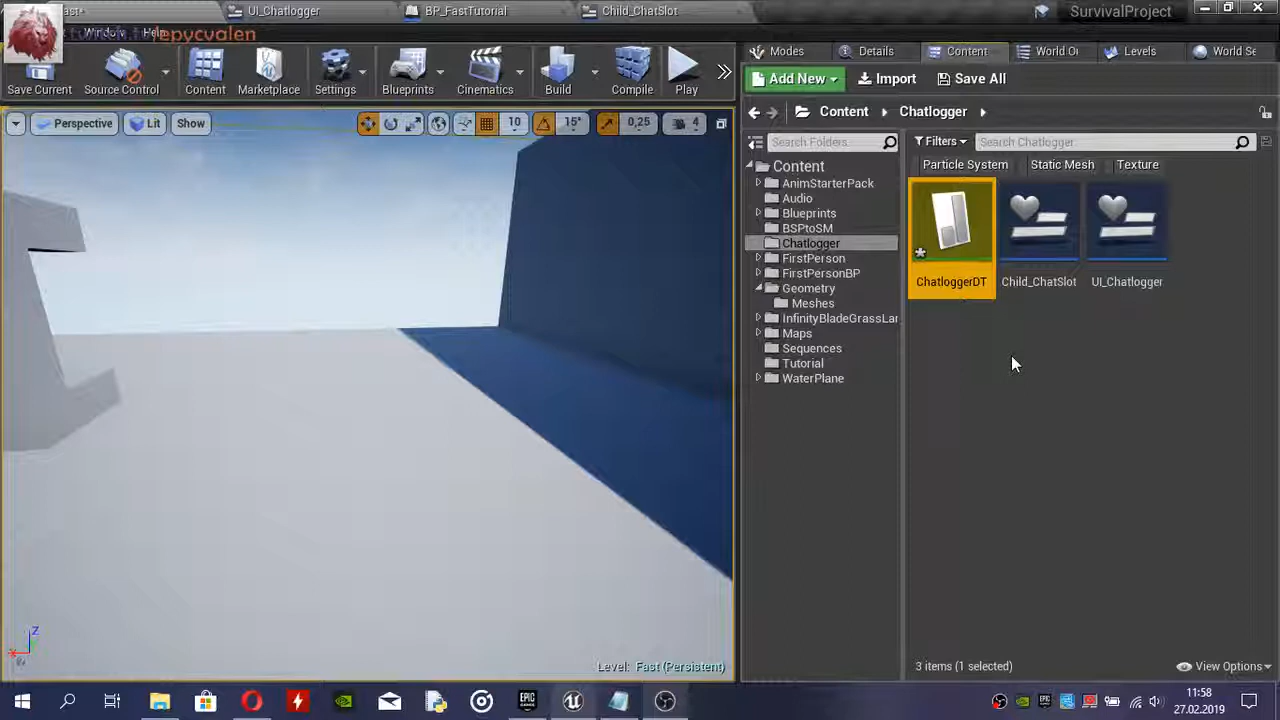 UI_Chatlogger
BP_FastTutorial
Child_ChatSlot
SurvivalProject
/epycvalen
Window
Help
Modes
Details
Content
World
Levels
World Se
Save
Source Control
Content
Marketplace
Settings
Blueprints
Cinematics
Build
Compile
Play
Add New
Import
Save All
Perspective
Lit
Show
10
15°
0,25
4
Content
Chatlogger
Search Folders
Filters
Search Chatlogger
Particle System
Static Mesh
Texture
Content
AnimStarterPack
Audio
Blueprints
BSPtoSM
Chatlogger
FirstPerson
FirstPersonBP
Geometry
Meshes
InfinityBladeGrassLan
Maps
Sequences
Tutorial
WaterPlane
ChatloggerDT
Child_ChatSlot
UI_Chatlogger
Z
X
Level: Fast (Persistent)
3 items (1 selected)
View Options
EPIC GAMES
11:58
27.02.2019